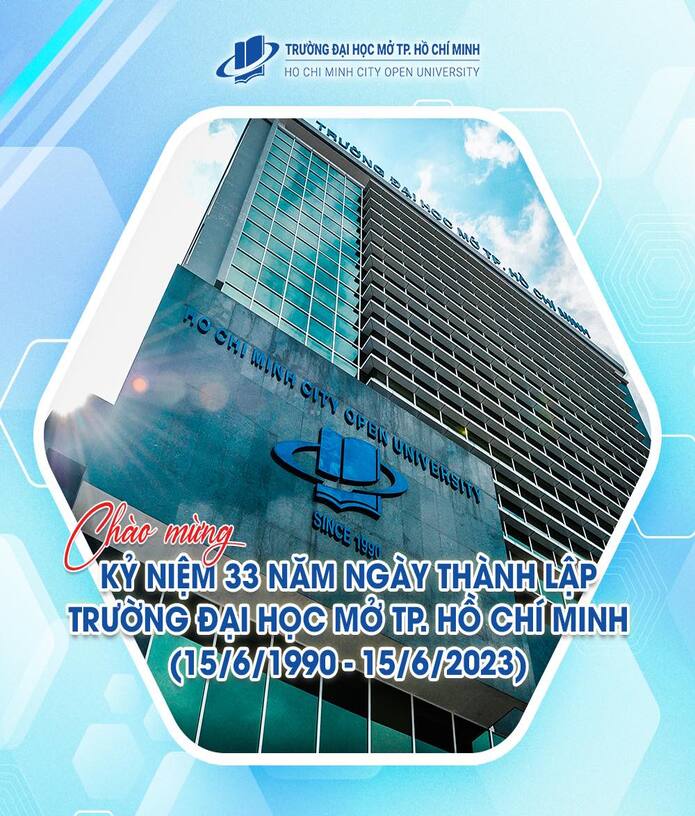 TRƯỜNG ĐẠI HỌC MỞ TP. HỒ CHÍ MINH
HO CHI MINH CITY OPEN UNIVERSITY
TRƯỜNG ĐẠI HỌC MỞ TP. HỒ CHÍ MINH
HO CHI MINH CITY OPEN UNIVERSITY
SINCE 1990
Chào mừng
KỶ NIỆM 33 NĂM NGÀY THÀNH LẬP
TRƯỜNG ĐẠI HỌC MỞ TP. HỒ CHÍ MINH
(15/6/1990 - 15/6/2023)